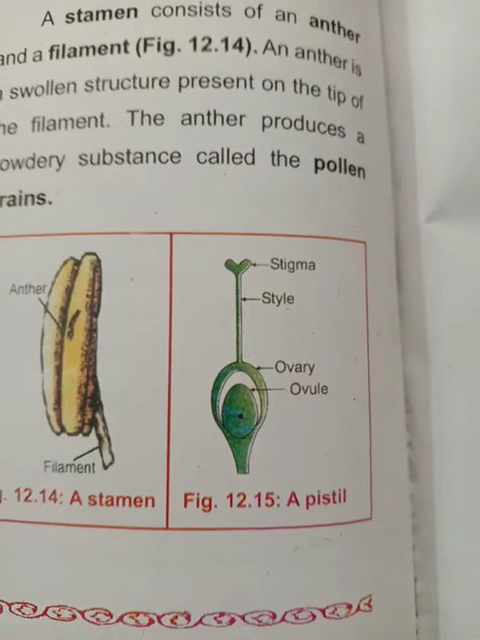 A stamen consists of an anther
and a filament (Fig. 12.14). An anther is
a swollen structure present on the tip of
he filament. The anther produces a
owdery substance called the pollen
rains.
Anther
Filament
. 12.14: A stamen
Stigma
Style
Ovary
Ovule
Fig. 12.15: A pistil